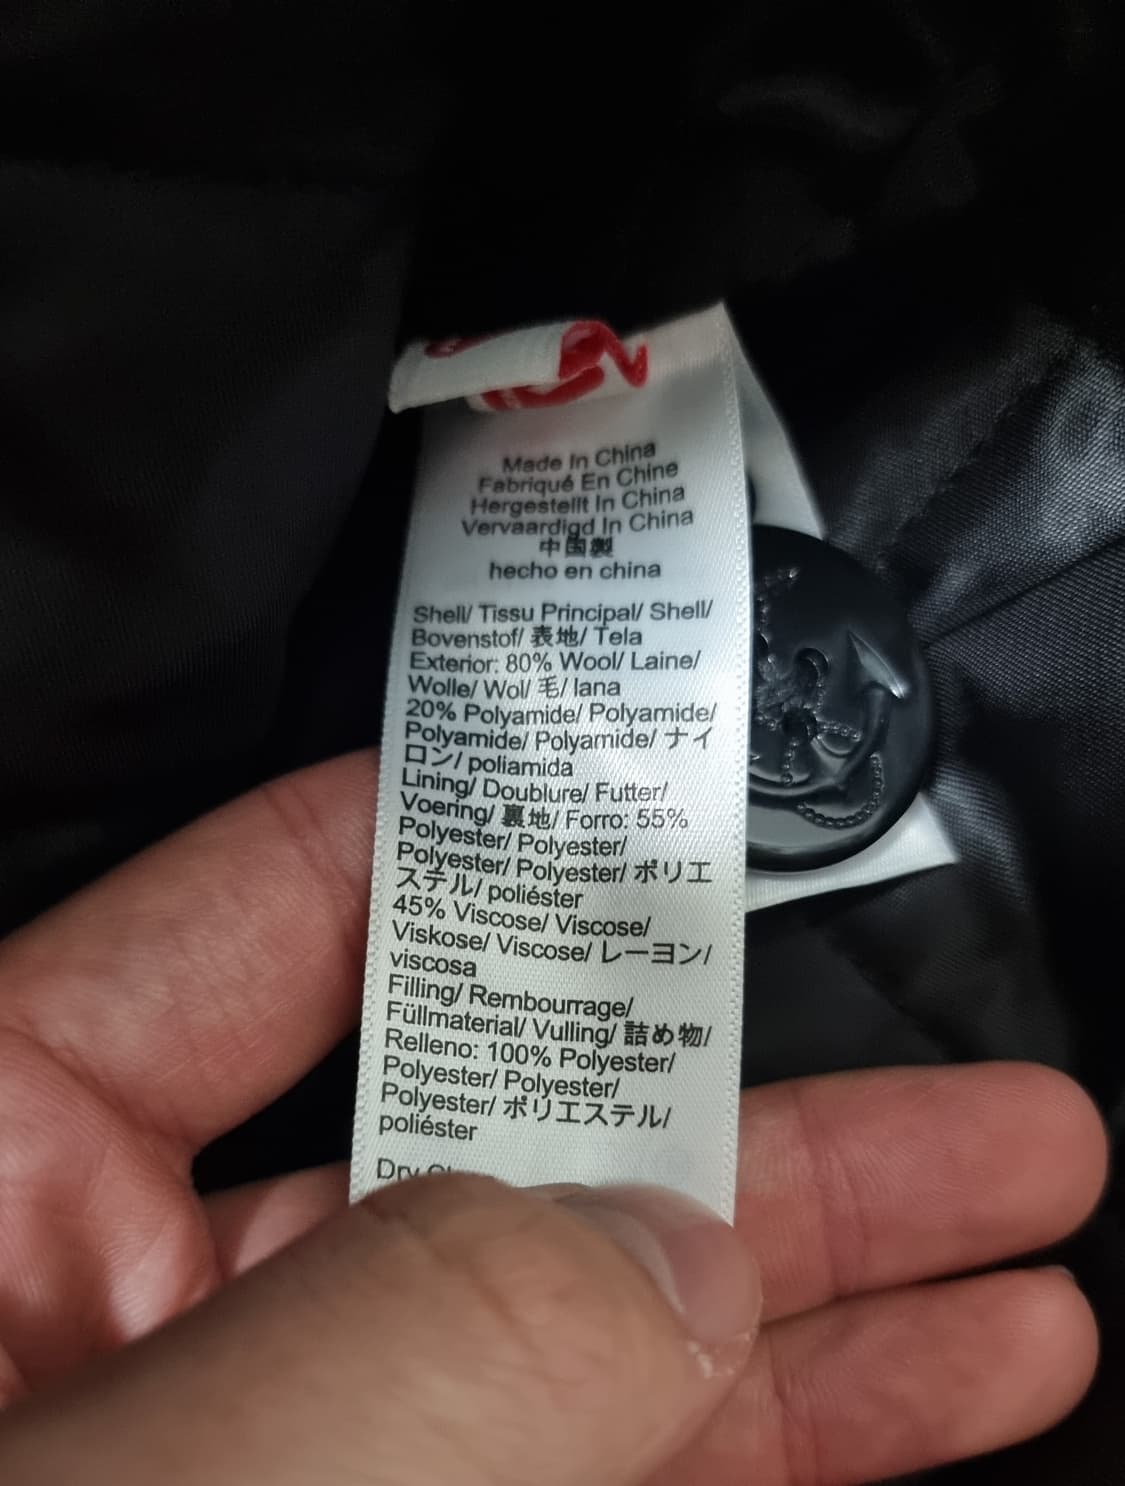 Made In China
Fabriqué En Chine
Hergestellt In China
Vervaardigd In China
中国製
hecho en china
Shell/ Tissu Principal/ Shell/
Bovenstof/ 表地/ Tela
Exterior: 80% Wool/ Laine/
Wolle/ Wol/ 毛/ lana
20% Polyamide/ Polyamide/
Polyamide/ Polyamide/ ナイ
ロン/ poliamida
Lining/ Doublure/ Futter/
Voering/ 裏地/ Forro: 55%
Polyester/ Polyester/
Polyester/ Polyester/ ポリエ
ステル/ poliéster
45% Viscose/ Viscose/
Viskose/ Viscose/ レーヨン/
viscosa
Filling/ Rembourrage/
Füllmaterial/ Vulling/ 詰め物/
Relleno: 100% Polyester/
Polyester/ Polyester/
Polyester/ ポリエステル/
poliéster
Dry